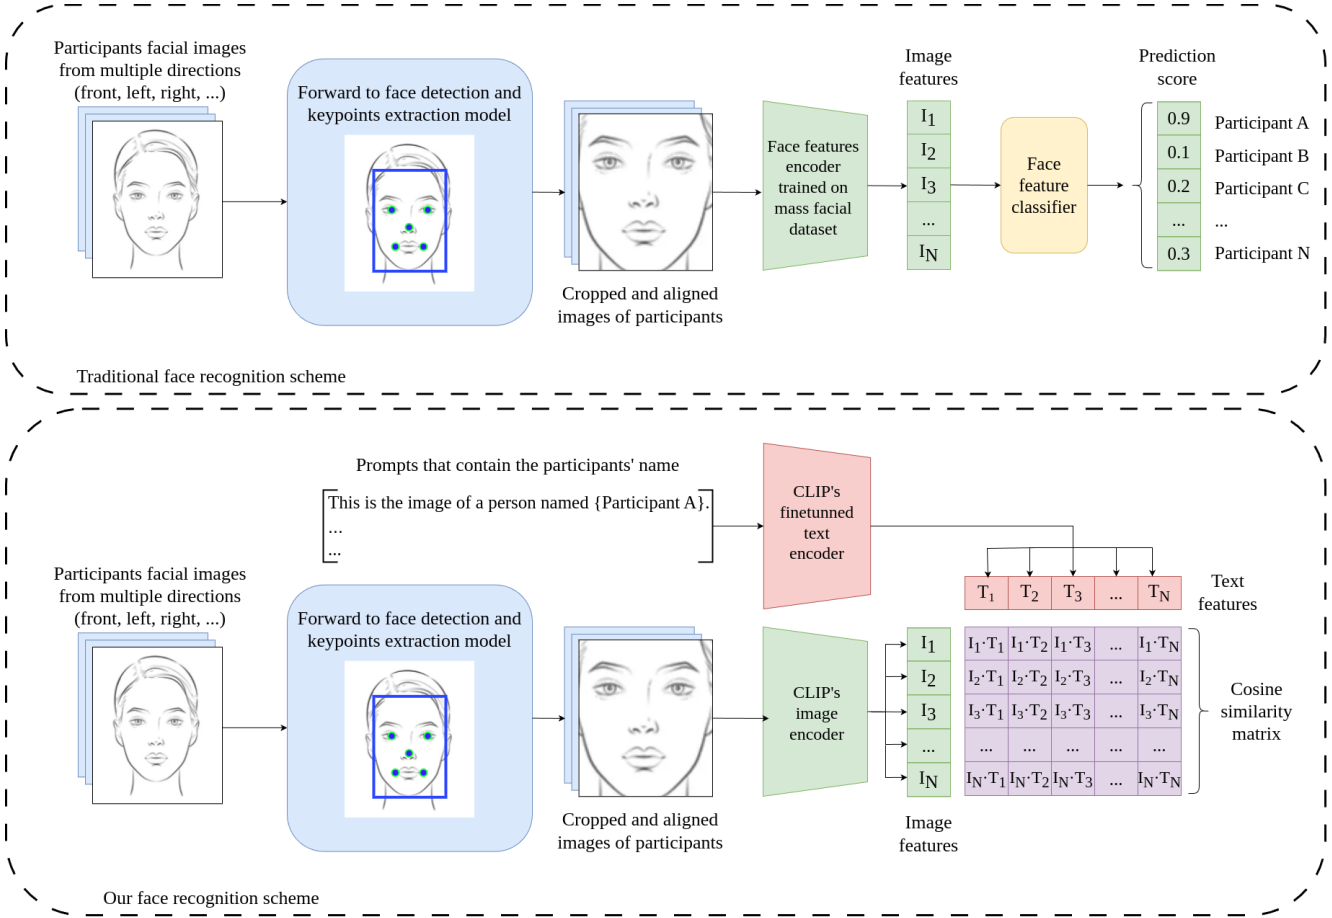 Participants facial images
from multiple directions
(front, left, right, ...)
Forward to face detection and
keypoints extraction model
Cropped and aligned
images of participants
Face features
encoder
trained on
mass facial
dataset
Image
features
I1
I2
I3
...
IN
Face
feature
classifier
Prediction
score
0.9 Participant A
0.1 Participant B
0.2 Participant C
... ...
0.3 Participant N
Traditional face recognition scheme
Prompts that contain the participants' name
This is the image of a person named {Participant A}.
...
...
CLIP's
finetunned
text
encoder
T1 T2 T3 ... TN
Text
features
Participants facial images
from multiple directions
(front, left, right, ...)
Forward to face detection and
keypoints extraction model
Cropped and aligned
images of participants
CLIP's
image
encoder
I1
I2
I3
...
IN
Image
features
I1·T1 I1·T2 I1·T3 ... I1·TN
I2·T1 I2·T2 I2·T3 ... I2·TN
I3·T1 I3·T2 I3·T3 ... I3·TN
... ... ... ... ...
IN·T1 IN·T2 IN·T3 ... IN·TN
Cosine
similarity
matrix
Our face recognition scheme